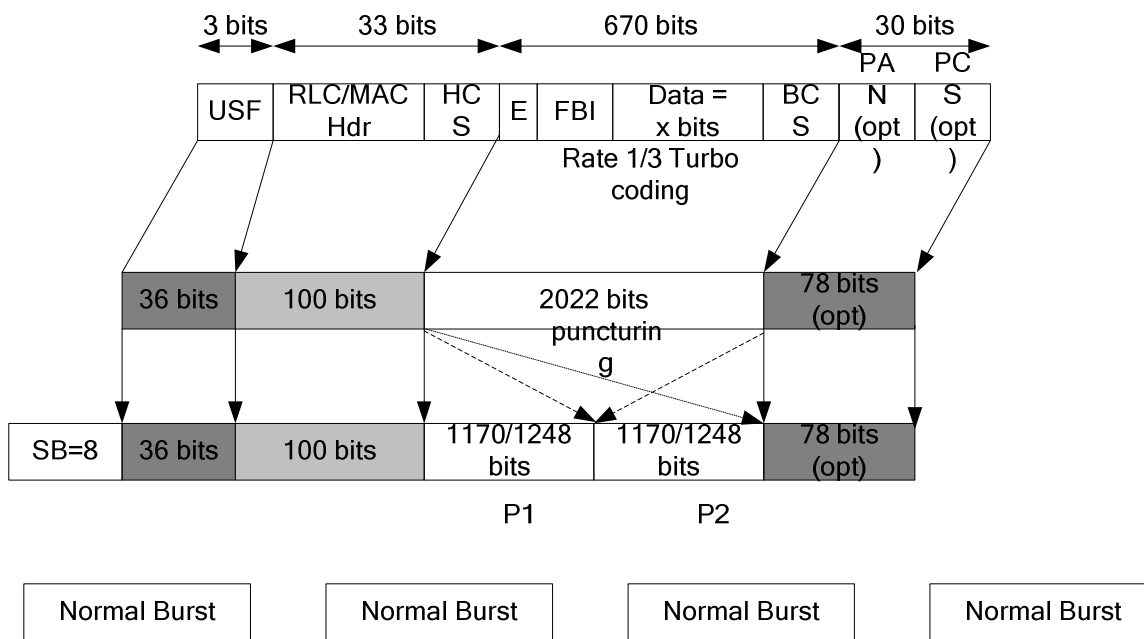 3 bits 33 bits 670 bits 30 bits
USF RLC/MAC Hdr HC S E FBI Data = x bits BC S PA N (opt ) PC S (opt )
Rate 1/3 Turbo
coding
36 bits 100 bits 2022 bits 78 bits (opt)
puncturin
g
SB=8 36 bits 100 bits 1170/1248 bits 1170/1248 bits 78 bits (opt)
P1 P2
Normal Burst Normal Burst Normal Burst Normal Burst